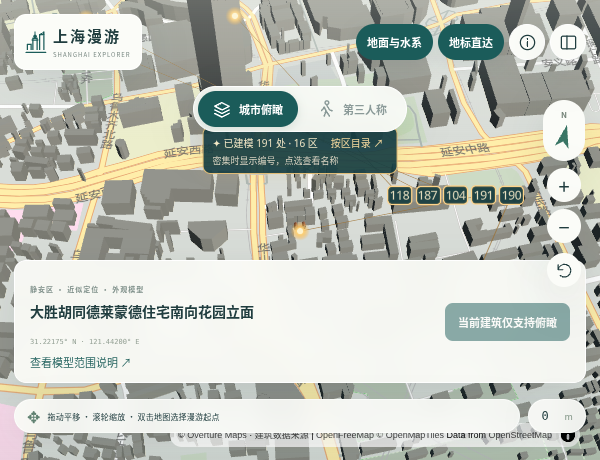 上海漫游
SHANGHAI EXPLORER
地面与水系
地标直达
城市俯瞰
第三人称
N
✦ 已建模 191 处 · 16 区 按区目录 ↗
密集时显示编号，点选查看名称
延安西
延安中路
延安
乌木北路
华
118 187 104 191 190
+
−
静安区 · 近似定位 · 外观模型
大胜胡同德莱蒙德住宅南向花园立面
当前建筑仅支持俯瞰
31.22175° N · 121.44200° E
查看模型范围说明 ↗
拖动平移 · 滚轮缩放 · 双击地图选择漫游起点
0 m
© Overture Maps · 建筑数据来源 | OpenFreeMap © OpenMapTiles Data from OpenStreetMap